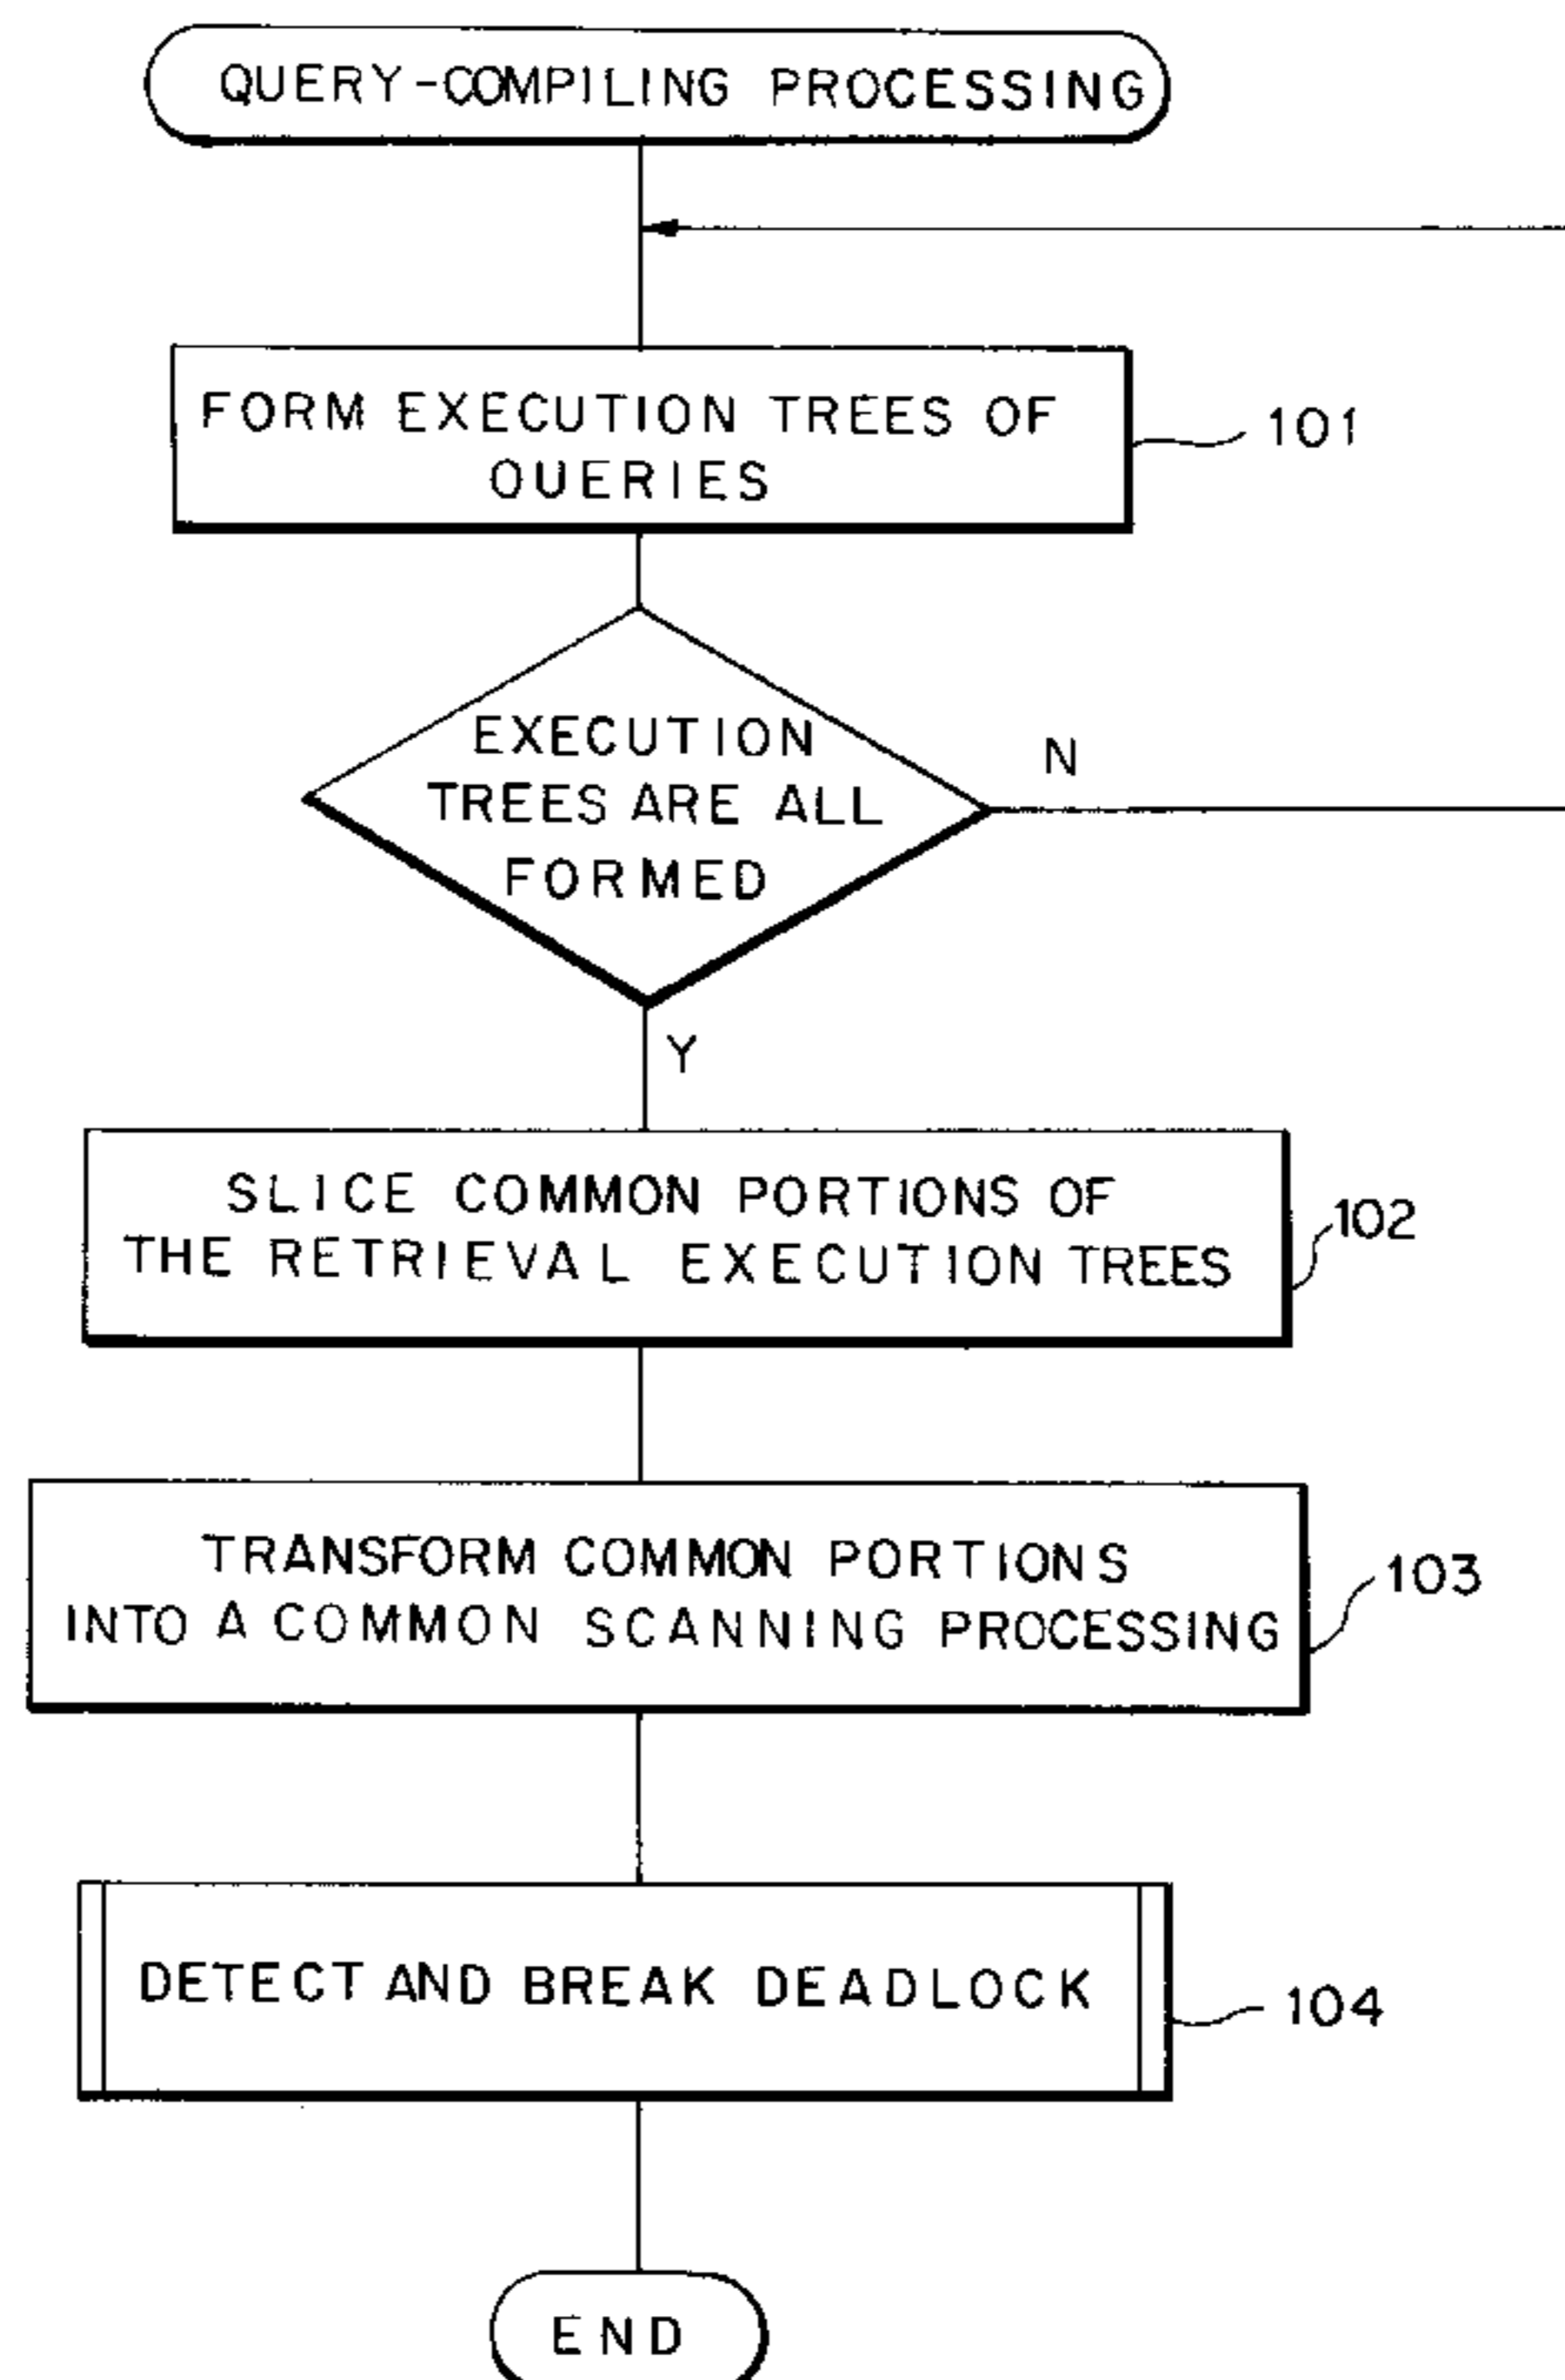 QUERY-COMPILING PROCESSING
FORM EXECUTION TREES OF
QUERIES
101
EXECUTION
TREES ARE ALL
FORMED
N
Y
SLICE COMMON PORTIONS OF
THE RETRIEVAL EXECUTION TREES
102
TRANSFORM COMMON PORTIONS
INTO A COMMON SCANNING PROCESSING
103
DETECT AND BREAK DEADLOCK
104
END